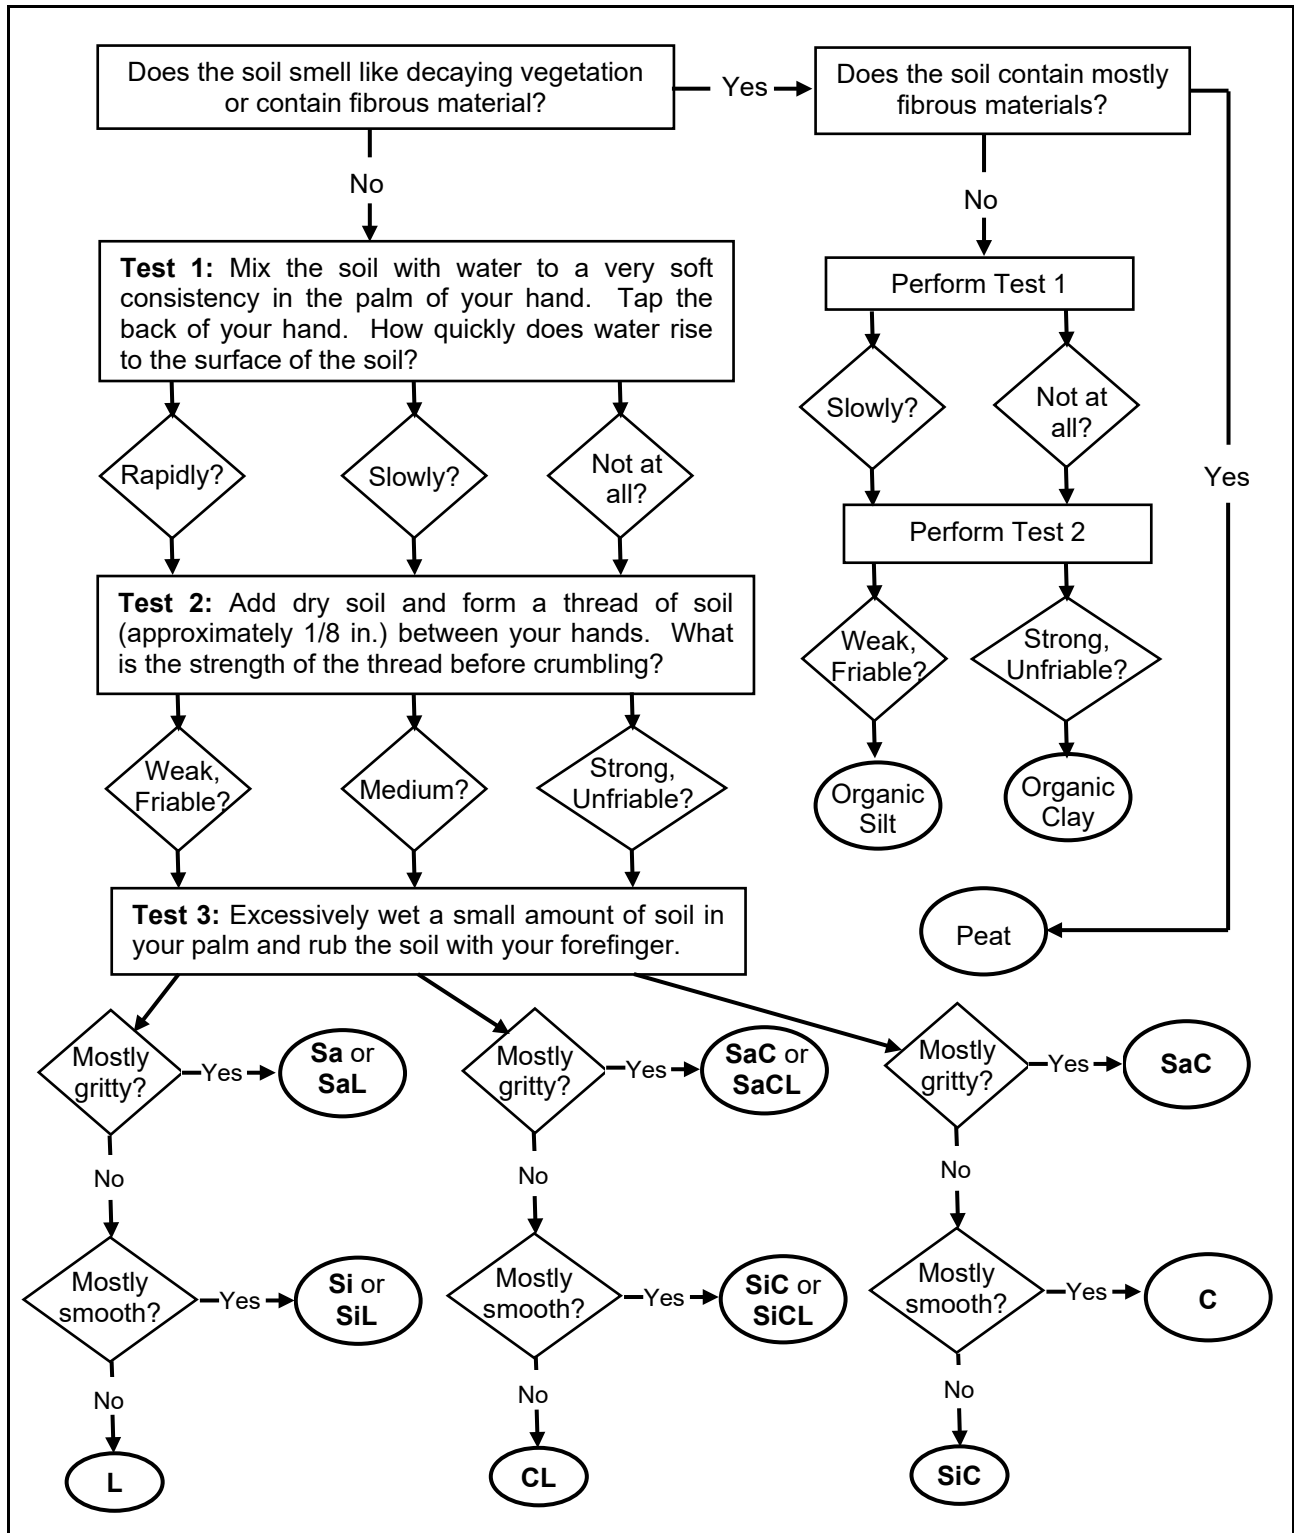 Does the soil smell like decaying vegetation
or contain fibrous material?
Yes
Does the soil contain mostly
fibrous materials?
No
No
Test 1: Mix the soil with water to a very soft
consistency in the palm of your hand. Tap the
back of your hand. How quickly does water rise
to the surface of the soil?
Perform Test 1
Rapidly?
Slowly?
Not at
all?
Slowly?
Not at
all?
Yes
Test 2: Add dry soil and form a thread of soil
(approximately 1/8 in.) between your hands. What
is the strength of the thread before crumbling?
Perform Test 2
Weak,
Friable?
Medium?
Strong,
Unfriable?
Weak,
Friable?
Strong,
Unfriable?
Organic
Silt
Organic
Clay
Test 3: Excessively wet a small amount of soil in
your palm and rub the soil with your forefinger.
Peat
Mostly
gritty?
Yes
Sa or
SaL
Mostly
gritty?
Yes
SaC or
SaCL
Mostly
gritty?
Yes
SaC
No
No
No
Mostly
smooth?
Yes
Si or
SiL
Mostly
smooth?
Yes
SiC or
SiCL
Mostly
smooth?
Yes
C
No
No
No
L
CL
SiC